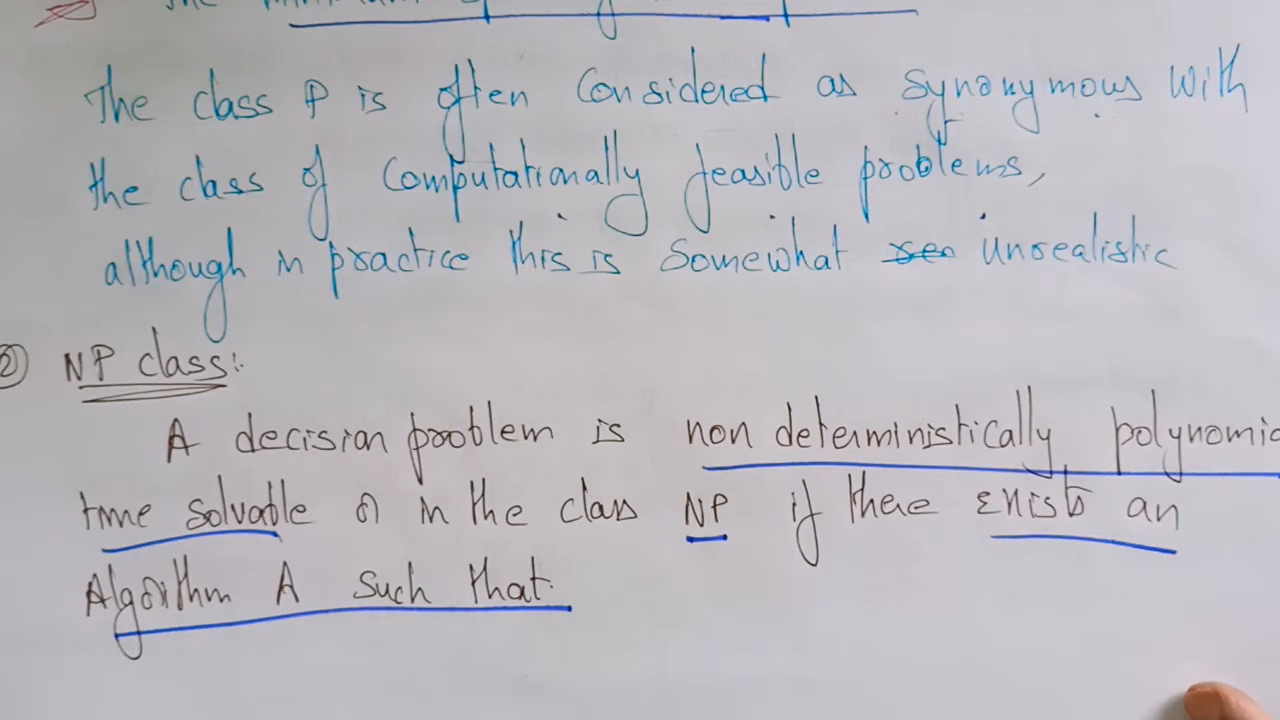 The class P is often Considered as Synonymous with
the class of Computationally feasible problems,
although in practice this is Somewhat unrealistic
② NP class:
A decision problem is non deterministically polynomia
time solvable or in the class NP if there exists an
Algorithm A such that.